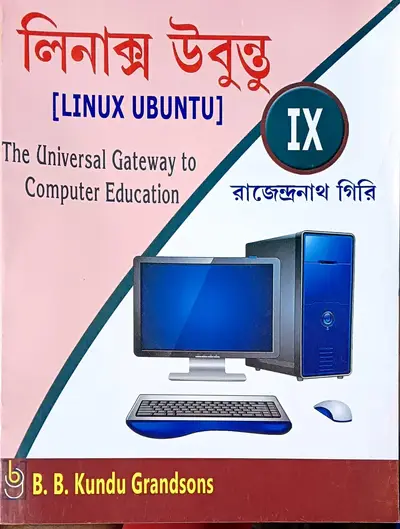 লিনাক্স উবুন্তু
[LINUX UBUNTU]
IX
The Universal Gateway to
Computer Education
রাজেন্দ্রনাথ গিরি
B. B. Kundu Grandsons